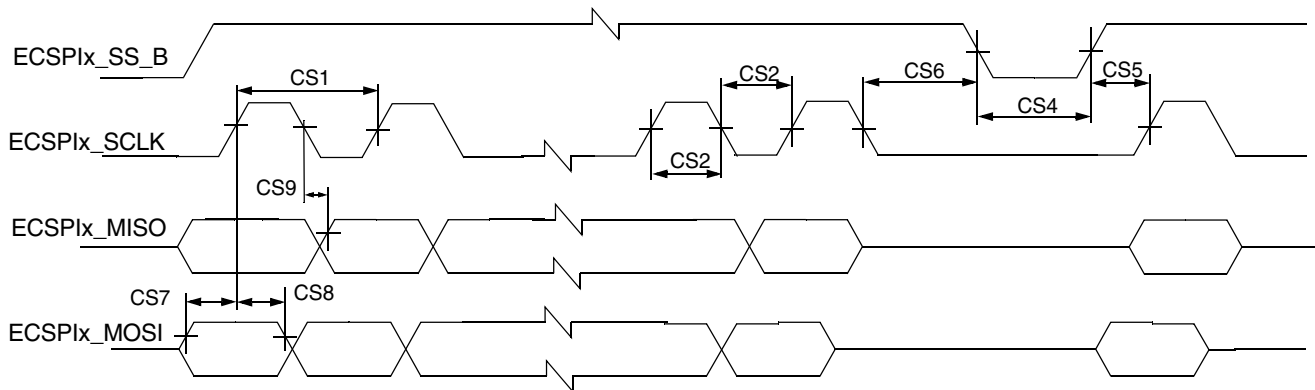 ECSPIx_SS_B
CS1
CS2
CS6
CS5
CS4
ECSPIx_SCLK
CS2
CS9
ECSPIx_MISO
CS7
CS8
ECSPIx_MOSI